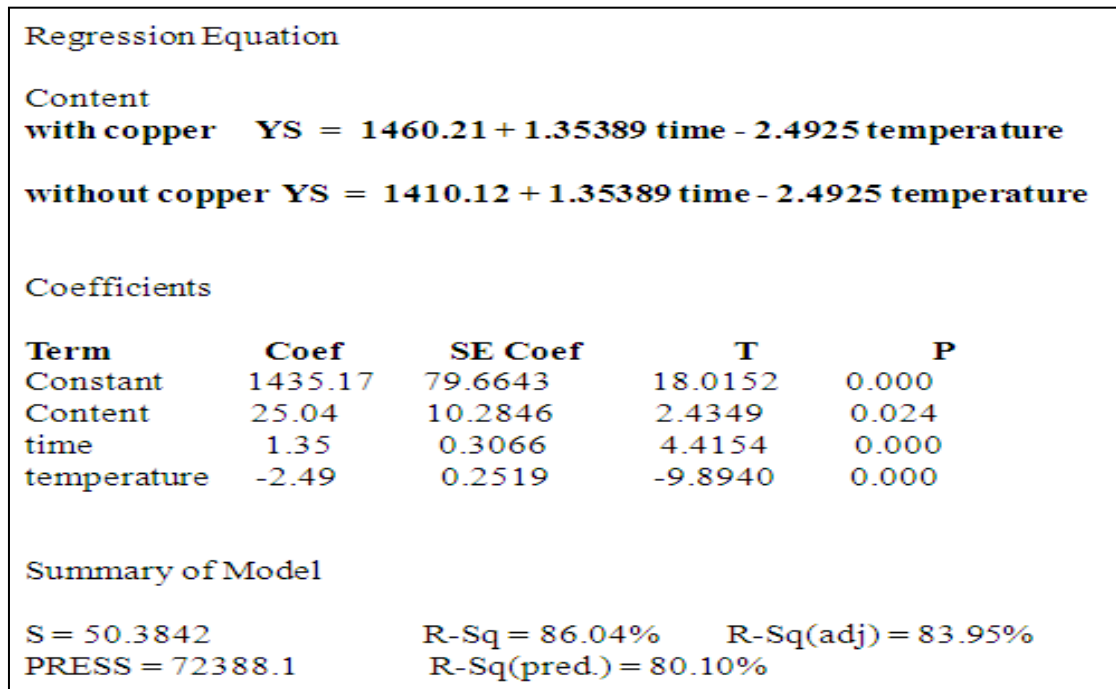 Regression Equation
Content
with copper YS = 1460.21 + 1.35389 time - 2.4925 temperature
without copper YS = 1410.12 + 1.35389 time - 2.4925 temperature
Coefficients
Term Coef SE Coef T P
Constant 1435.17 79.6643 18.0152 0.000
Content 25.04 10.2846 2.4349 0.024
time 1.35 0.3066 4.4154 0.000
temperature -2.49 0.2519 -9.8940 0.000
Summary of Model
S = 50.3842 R-Sq = 86.04% R-Sq(adj) = 83.95%
PRESS = 72388.1 R-Sq(pred.) = 80.10%